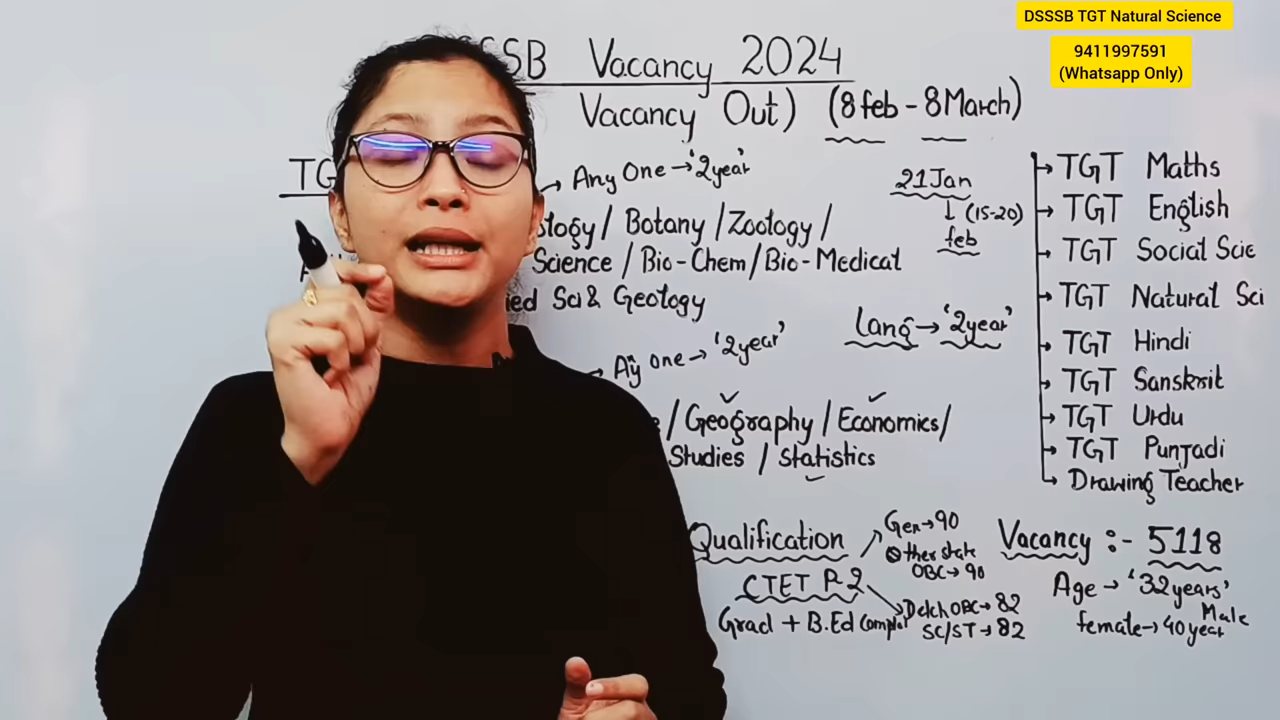 DSSSB TGT Natural Science
9411997591
(Whatsapp Only)
SSB Vacancy 2024
Vacancy Out) (8 feb - 8 March)
TG
Any One → '2 year'
ology / Botany / Zoology /
Science / Bio-Chem / Bio-Medical
ied Sci & Geology
Any one → '2 year'
/ Geography / Economics /
Studies / Statistics
21 Jan
↓ (15-20)
feb
Lang → '2 year'
→ TGT Maths
→ TGT English
→ TGT Social Scie
→ TGT Natural Sci
→ TGT Hindi
→ TGT Sanskrit
→ TGT Urdu
→ TGT Punjadi
→ Drawing Teacher
Qualification
Gen → 90
Other state
OBC → 90
CTET P-2
Delch OBC → 82
SC/ST → 82
Grad + B.Ed Complet
Vacancy :- 5118
Age → '32 years'
Male
female → 40 year